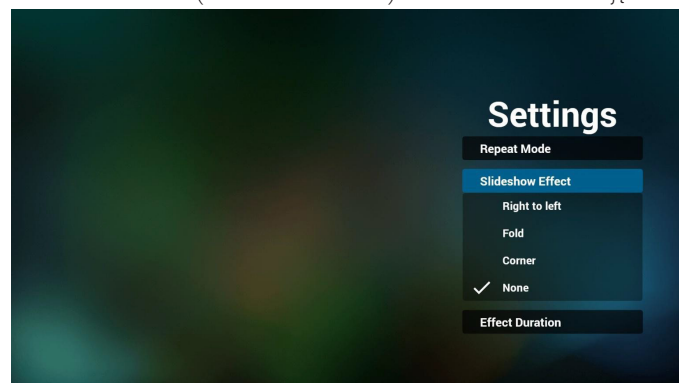 Settings
Repeat Mode
Slideshow Effect
Right to left
Fold
Corner
None
Effect Duration